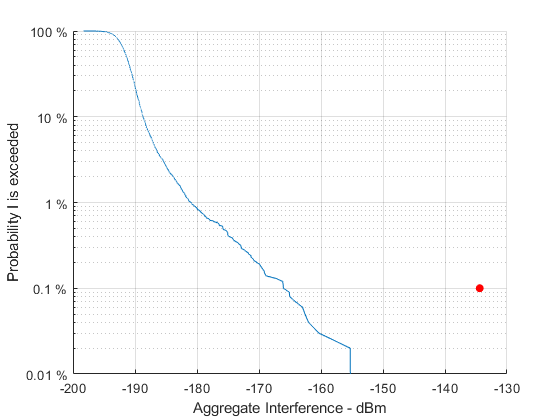 100 %
10 %
1 %
0.1 %
0.01 %
Probability I is exceeded
-200 -190 -180 -170 -160 -150 -140 -130
Aggregate Interference - dBm